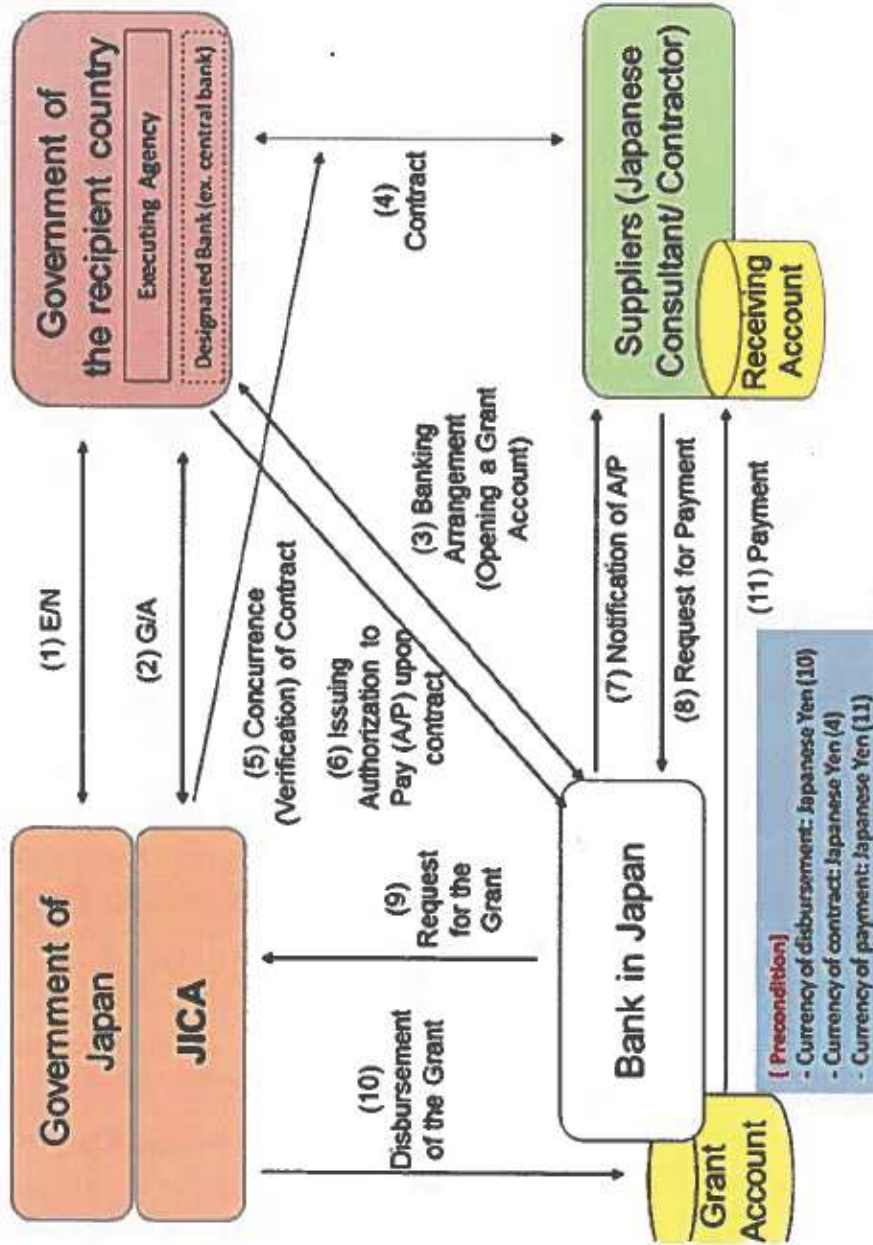 Government of
Japan
JICA
(1) E/N
(2) G/A
Government of
the recipient country
Executing Agency
Designated Bank (ex. central bank)
(5) Concurrence
(Verification) of Contract
(4)
Contract
(6) Issuing
Authorization to
Pay (A/P) upon
contract
(3) Banking
Arrangement
(Opening a Grant
Account)
(9)
Request
for the
Grant
(10)
Disbursement
of the Grant
Bank in Japan
Grant
Account
(7) Notification of A/P
(8) Request for Payment
(11) Payment
Suppliers (Japanese
Consultant/ Contractor)
Receiving
Account
[ Precondition]
- Currency of disbursement: Japanese Yen (10)
- Currency of contract: Japanese Yen (4)
- Currency of payment: Japanese Yen (11)